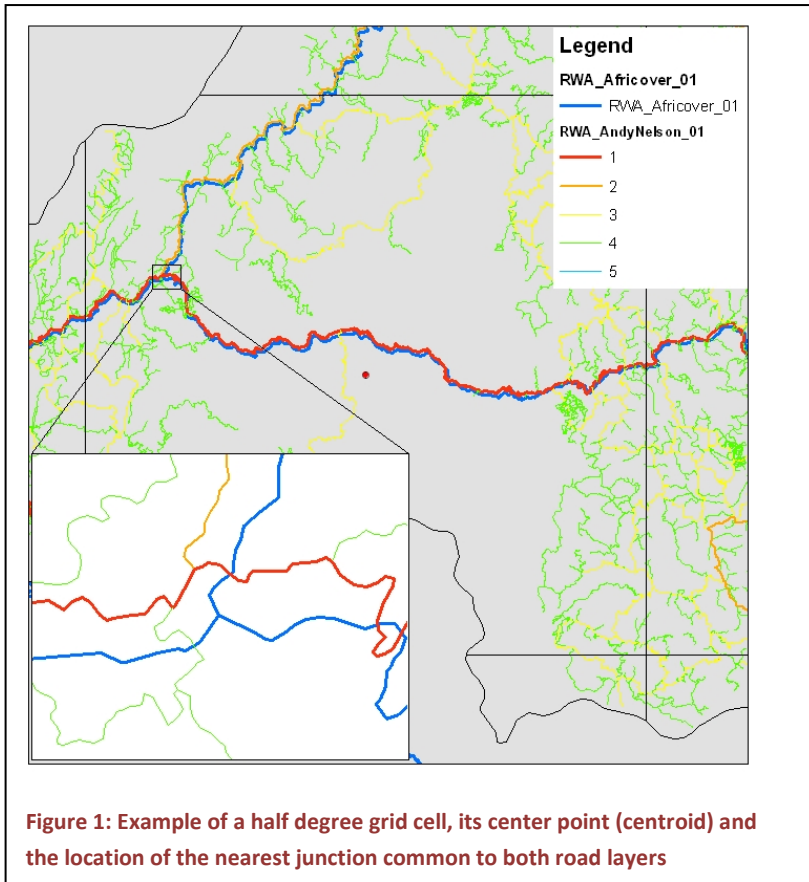 Legend
RWA_Africover_01
RWA_Africover_01
RWA_AndyNelson_01
1
2
3
4
5
Figure 1: Example of a half degree grid cell, its center point (centroid) and
the location of the nearest junction common to both road layers